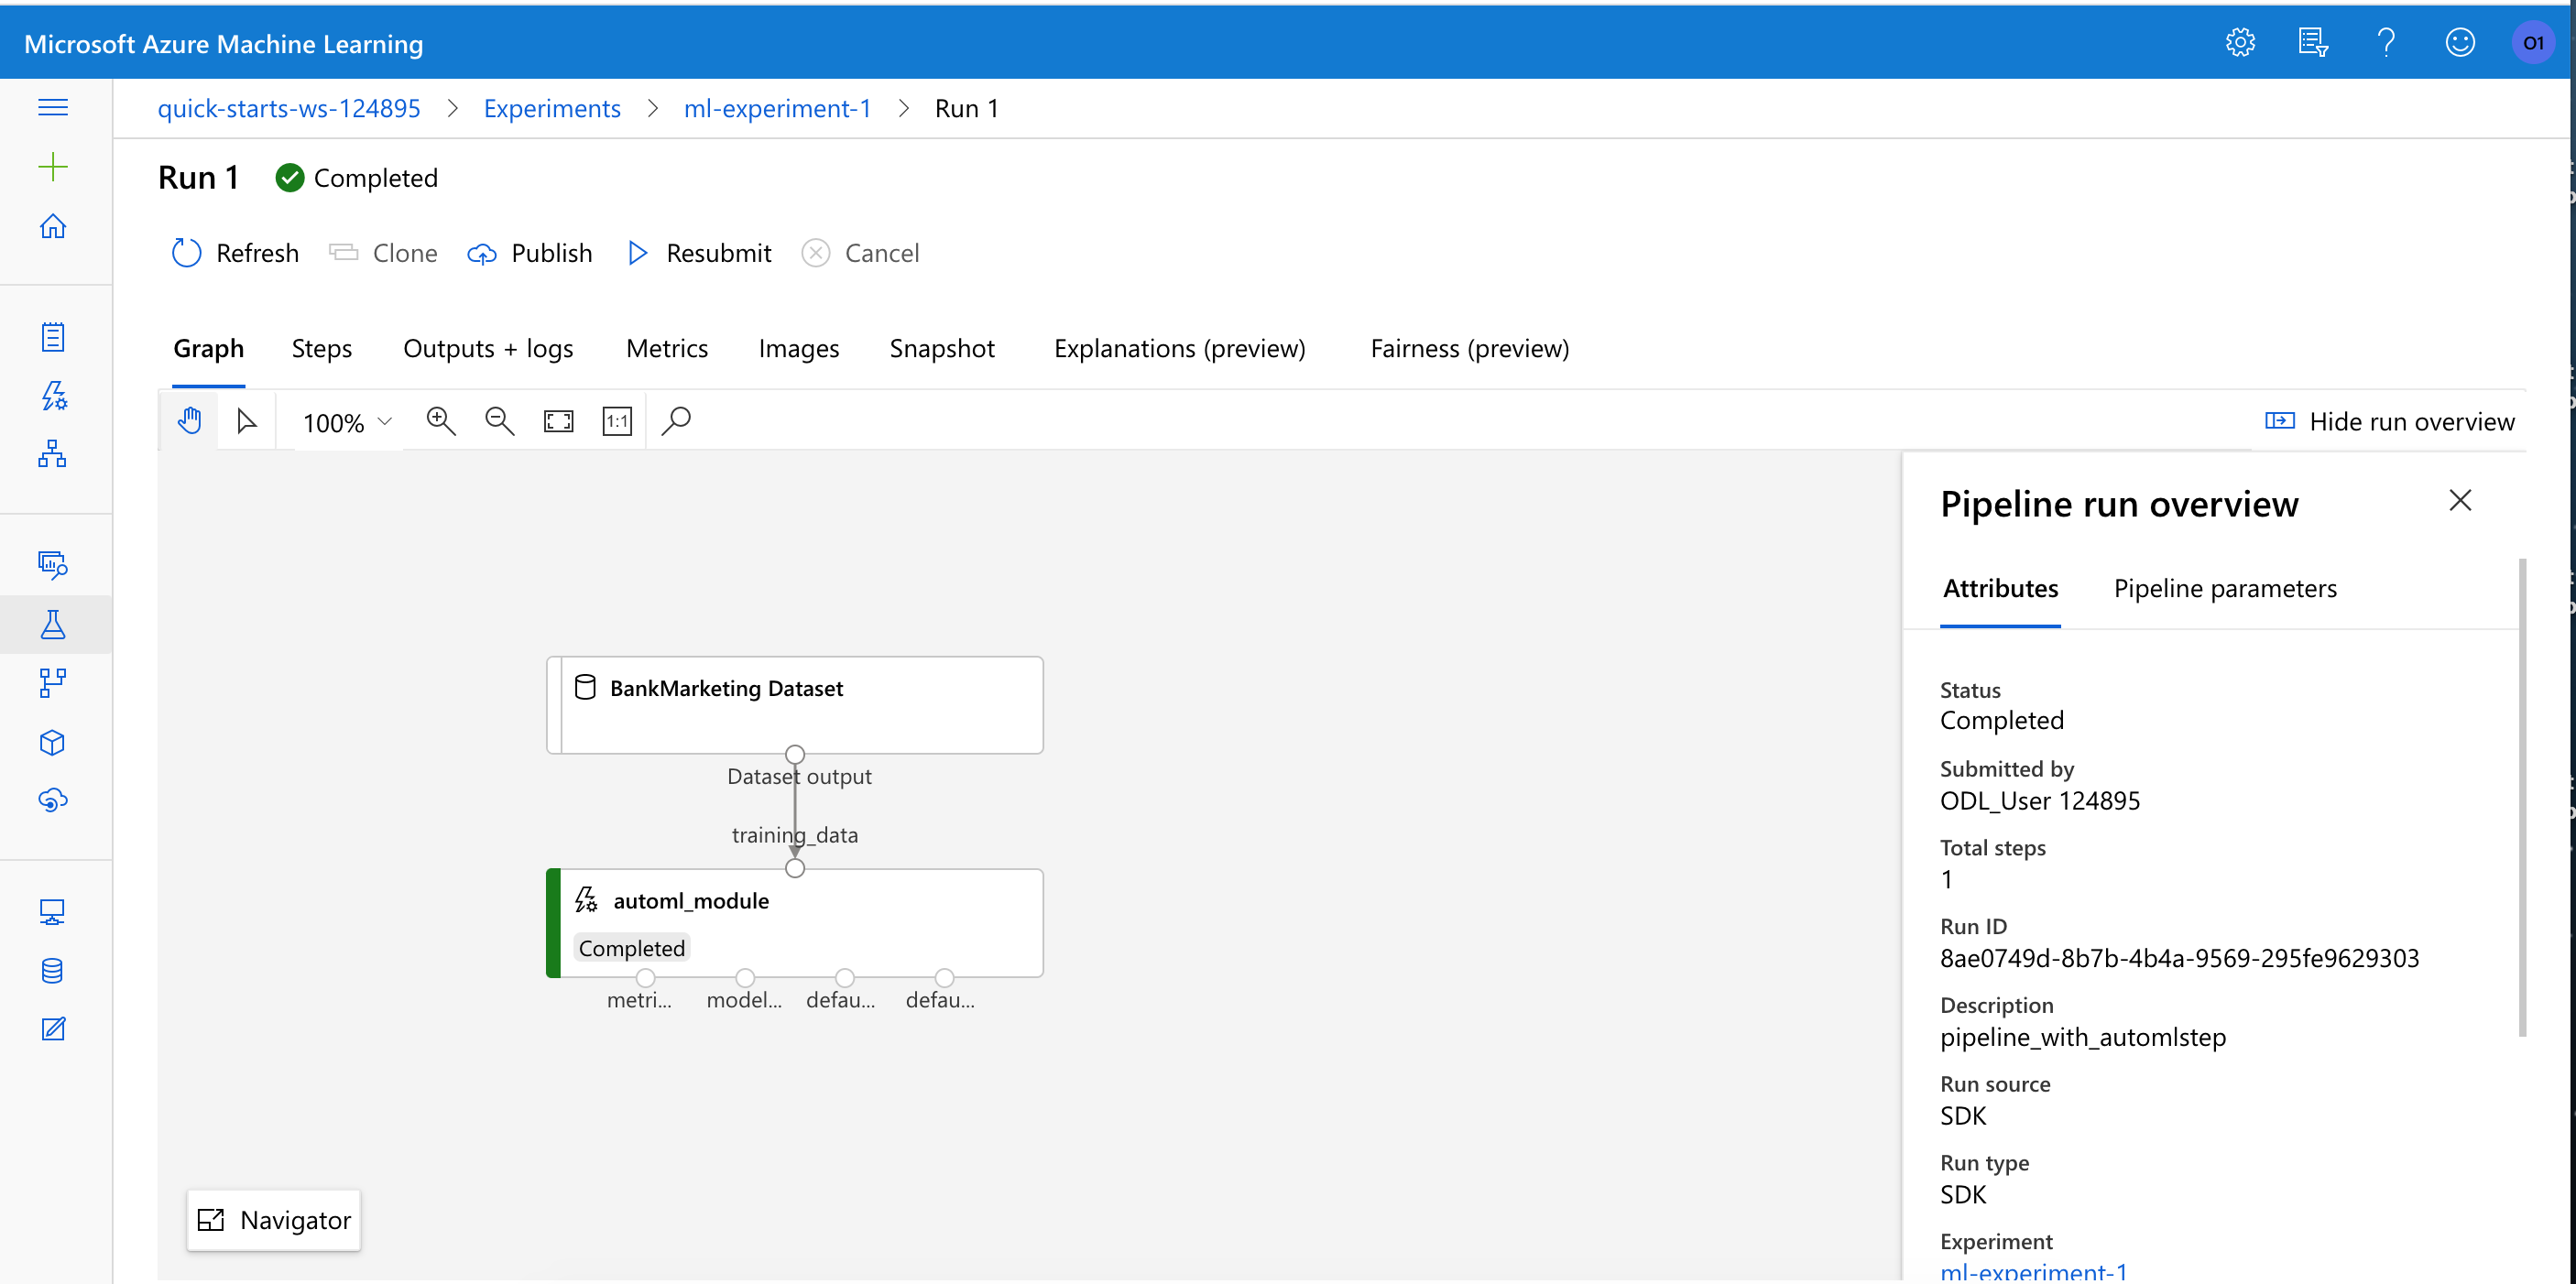 Microsoft Azure Machine Learning
O1
quick-starts-ws-124895 > Experiments > ml-experiment-1 > Run 1
Run 1 Completed
Refresh Clone Publish Resubmit Cancel
Graph Steps Outputs + logs Metrics Images Snapshot Explanations (preview) Fairness (preview)
100% 1:1 Hide run overview
BankMarketing Dataset
Dataset output
training_data
automl_module
Completed
metri... model... defau... defau...
Navigator
Pipeline run overview
Attributes Pipeline parameters
Status
Completed
Submitted by
ODL_User 124895
Total steps
1
Run ID
8ae0749d-8b7b-4b4a-9569-295fe9629303
Description
pipeline_with_automlstep
Run source
SDK
Run type
SDK
Experiment
ml-experiment-1